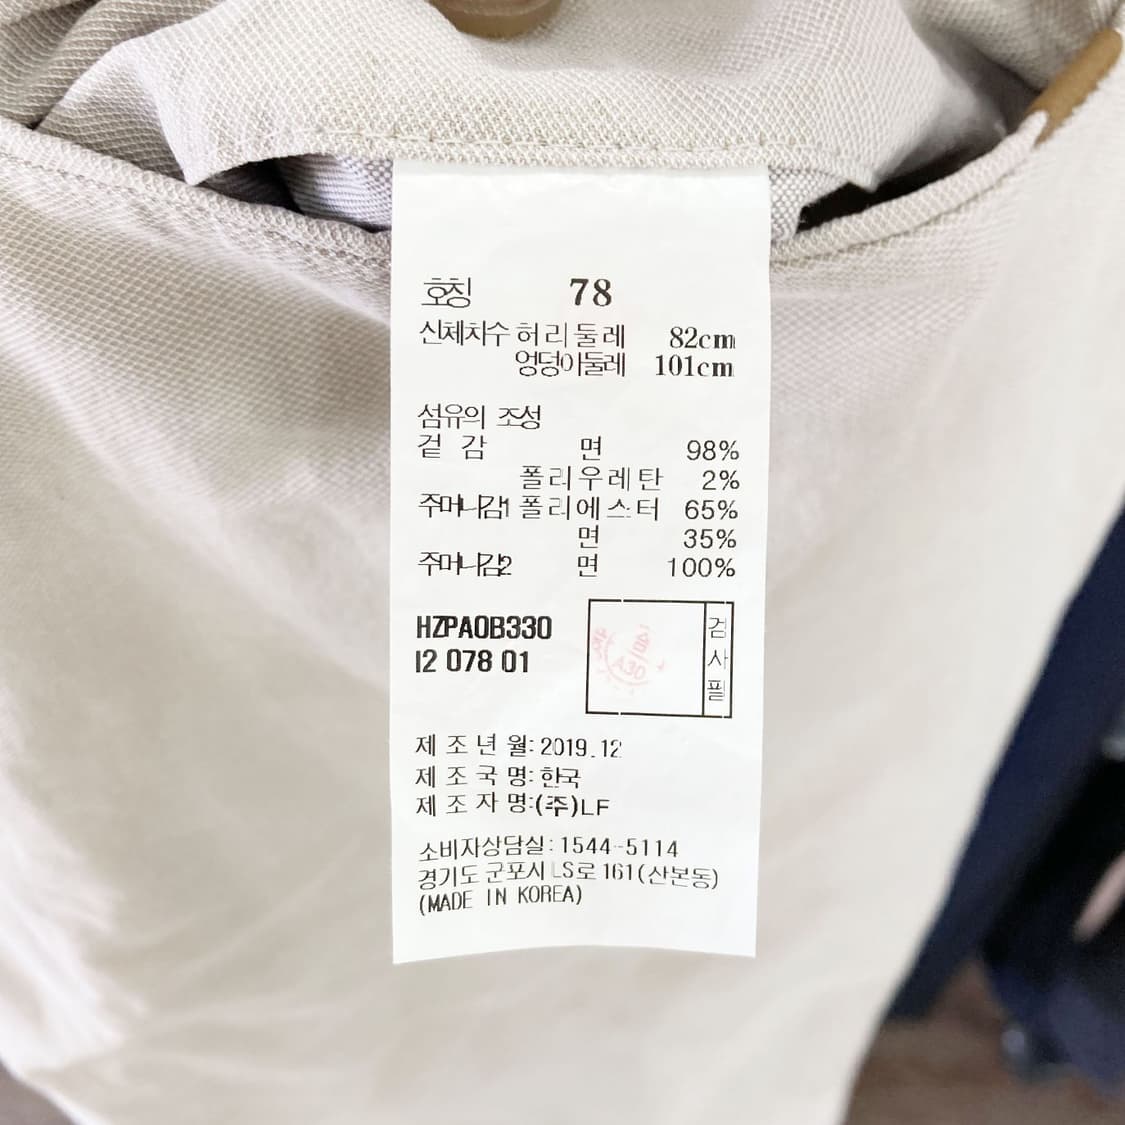 호칭 78
신체치수 허리둘레 82cm
엉덩이둘레 101cm
섬유의 조성
겉 감 면 98%
폴리우레탄 2%
주머니감1 폴리에스터 65%
면 35%
주머니감2 면 100%
HZPA0B330
I2 078 01
검사필
A30
제조년월: 2019.12
제조국명: 한국
제조자명:(주)LF
소비자상담실: 1544-5114
경기도 군포시 LS로 161(산본동)
(MADE IN KOREA)